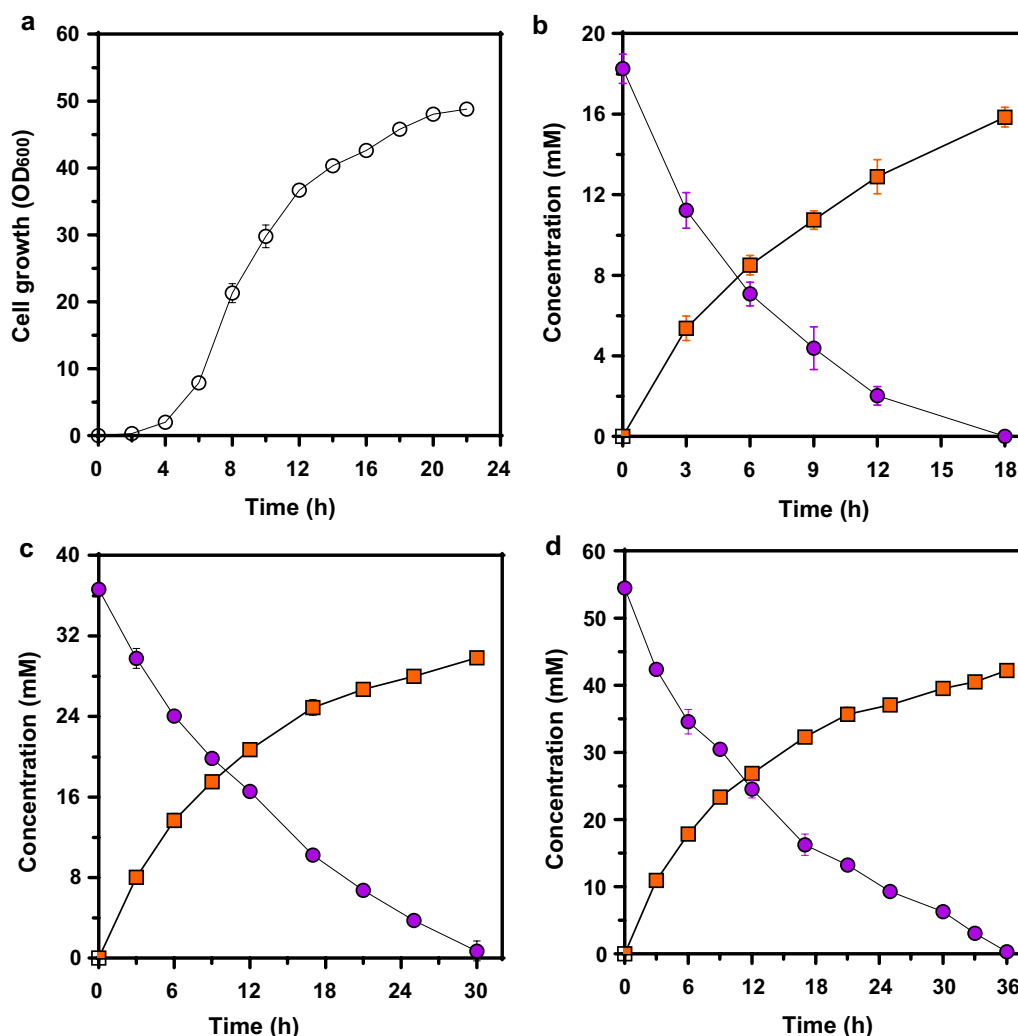 a
60
50
40
30
20
10
0
Cell growth (OD600)
0 4 8 12 16 20 24
Time (h)
b
20
16
12
8
4
0
Concentration (mM)
0 3 6 9 12 15 18
Time (h)
c
40
32
24
16
8
0
Concentration (mM)
0 6 12 18 24 30
Time (h)
d
60
50
40
30
20
10
0
Concentration (mM)
0 6 12 18 24 30 36
Time (h)